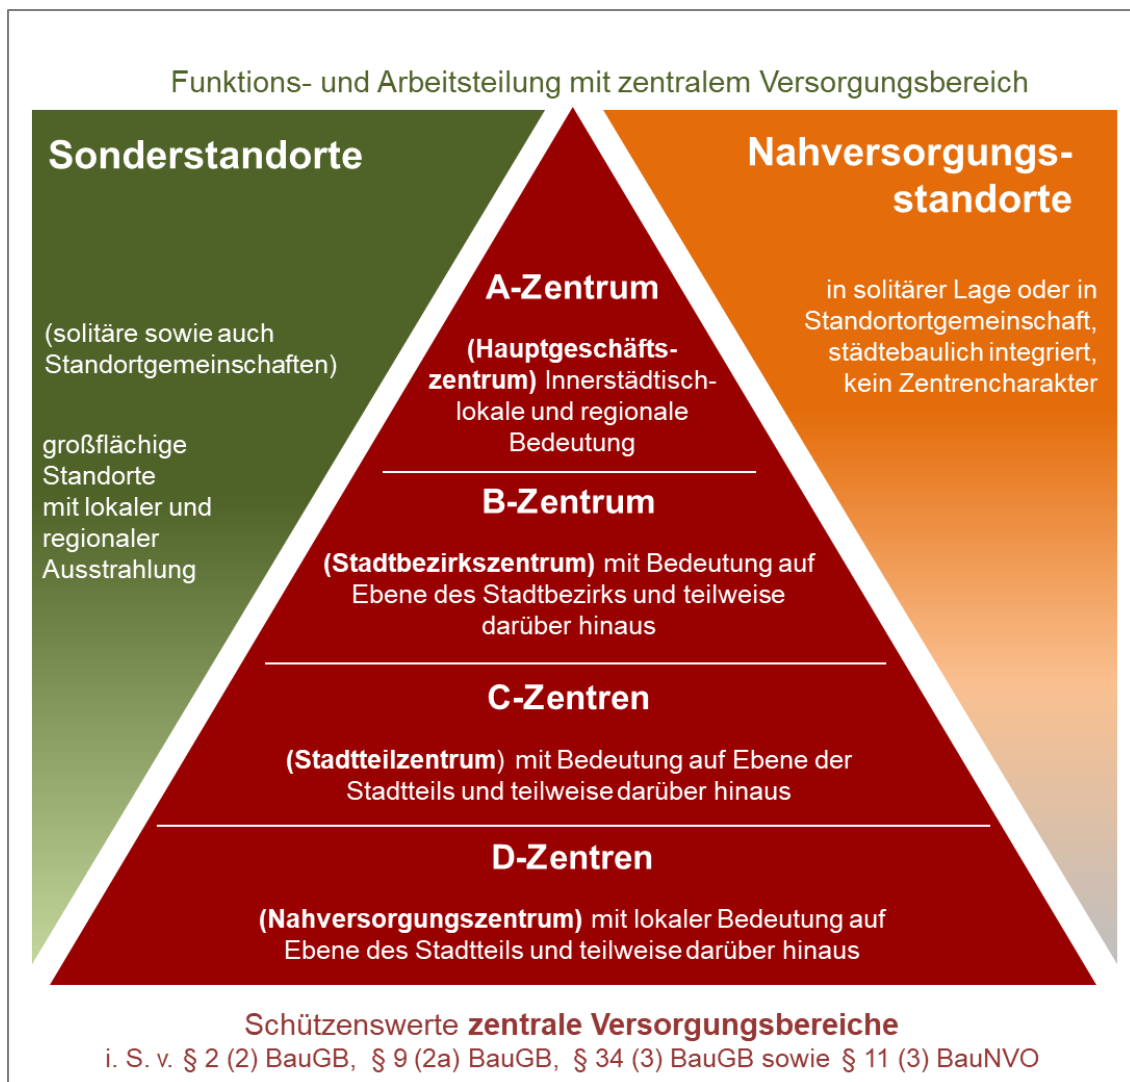 Funktions- und Arbeitsteilung mit zentralem Versorgungsbereich
Sonderstandorte
(solitäre sowie auch
Standortgemeinschaften)
großflächige
Standorte
mit lokaler und
regionaler
Ausstrahlung
Nahversorgungs-
standorte
in solitärer Lage oder in
Standortortgemeinschaft,
städtebaulich integriert,
kein Zentrencharakter
A-Zentrum
(Hauptgeschäfts-
zentrum) Innerstädtisch-
lokale und regionale
Bedeutung
B-Zentrum
(Stadtbezirkszentrum) mit Bedeutung auf
Ebene des Stadtbezirks und teilweise
darüber hinaus
C-Zentren
(Stadtteilzentrum) mit Bedeutung auf Ebene der
Stadtteils und teilweise darüber hinaus
D-Zentren
(Nahversorgungszentrum) mit lokaler Bedeutung auf
Ebene des Stadtteils und teilweise darüber hinaus
Schützenswerte zentrale Versorgungsbereiche
i. S. v. § 2 (2) BauGB, § 9 (2a) BauGB, § 34 (3) BauGB sowie § 11 (3) BauNVO